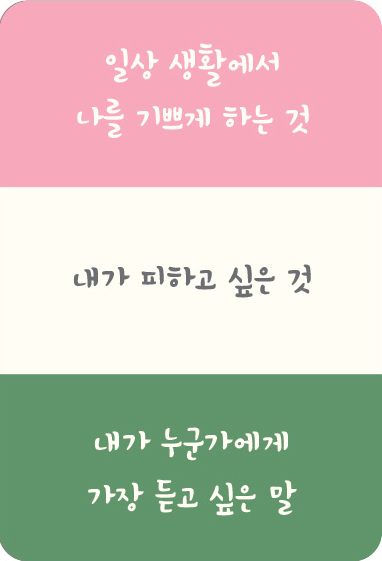 일상 생활에서
나를 기쁘게 하는 것
내가 피하고 싶은 것
내가 누군가에게
가장 듣고 싶은 말